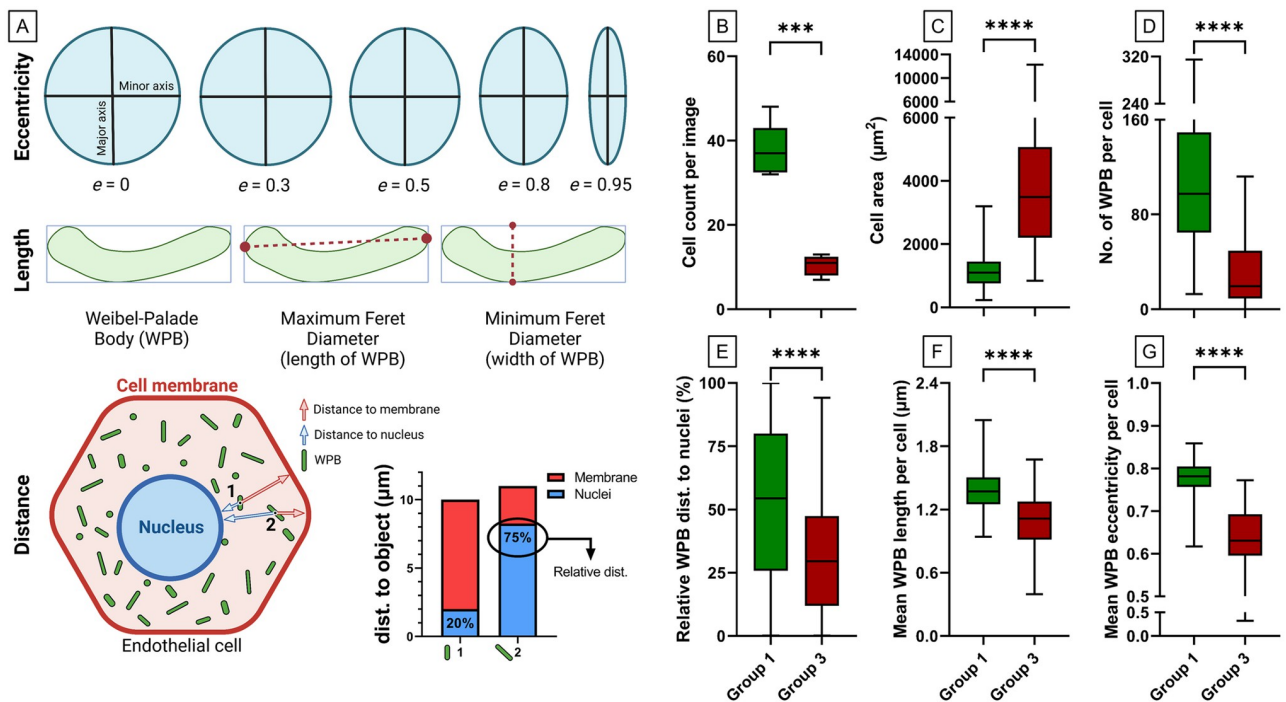 A
Eccentricity
Minor axis
Major axis
e = 0
e = 0.3
e = 0.5
e = 0.8
e = 0.95
Length
Weibel-Palade
Body (WPB)
Maximum Feret
Diameter
(length of WPB)
Minimum Feret
Diameter
(width of WPB)
Distance
Cell membrane
Distance to membrane
Distance to nucleus
WPB
1
2
Nucleus
Endothelial cell
dist. to object (µm)
10
5
0
Membrane
Nuclei
75%
20%
Relative dist.
1
2
B
***
Cell count per image
60
40
20
0
C
****
Cell area (µm²)
14000
12000
10000
8000
6000
6000
4000
2000
0
D
****
No. of WPB per cell
320
240
160
80
0
E
****
Relative WPB dist. to nuclei (%)
100
75
50
25
0
Group 1
Group 3
F
****
Mean WPB length per cell (µm)
2.4
1.8
1.2
0.6
0.0
Group 1
Group 3
G
****
Mean WPB eccentricity per cell
1.0
0.9
0.8
0.7
0.6
0.5
0.5
0.0
Group 1
Group 3